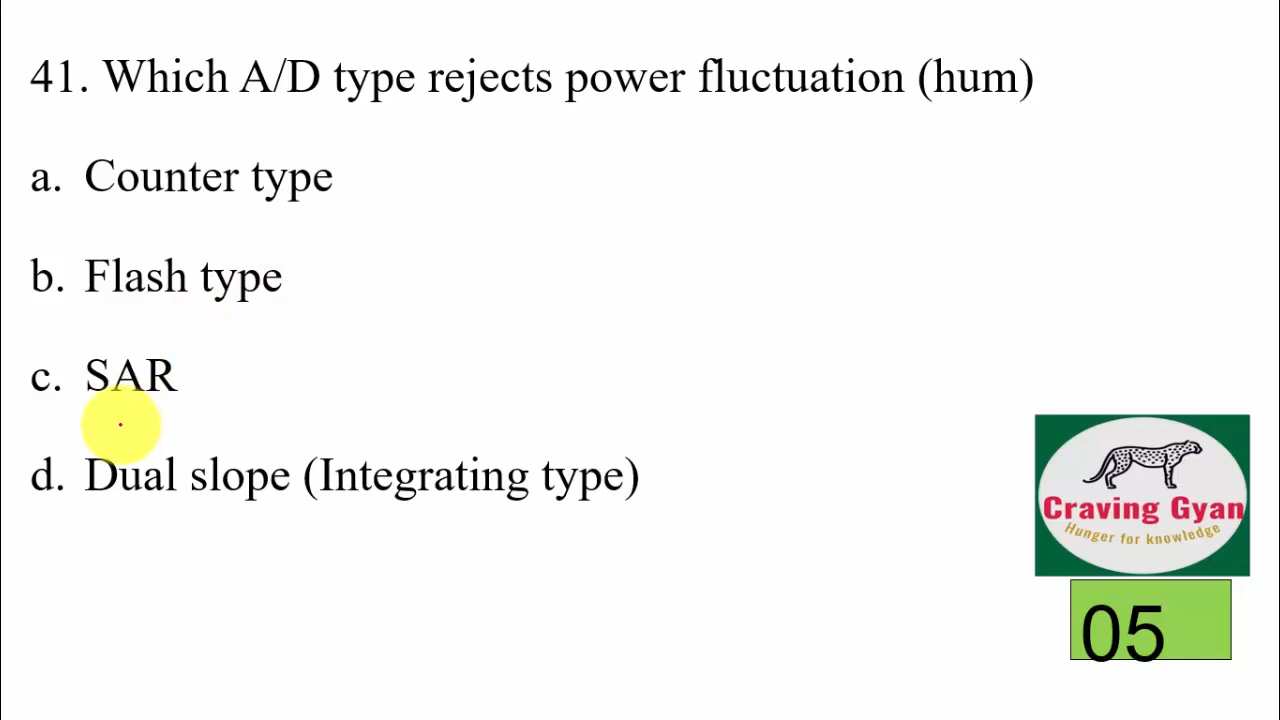 41. Which A/D type rejects power fluctuation (hum)
a. Counter type
b. Flash type
c. SAR
d. Dual slope (Integrating type)
Craving Gyan
Hunger for knowledge
05